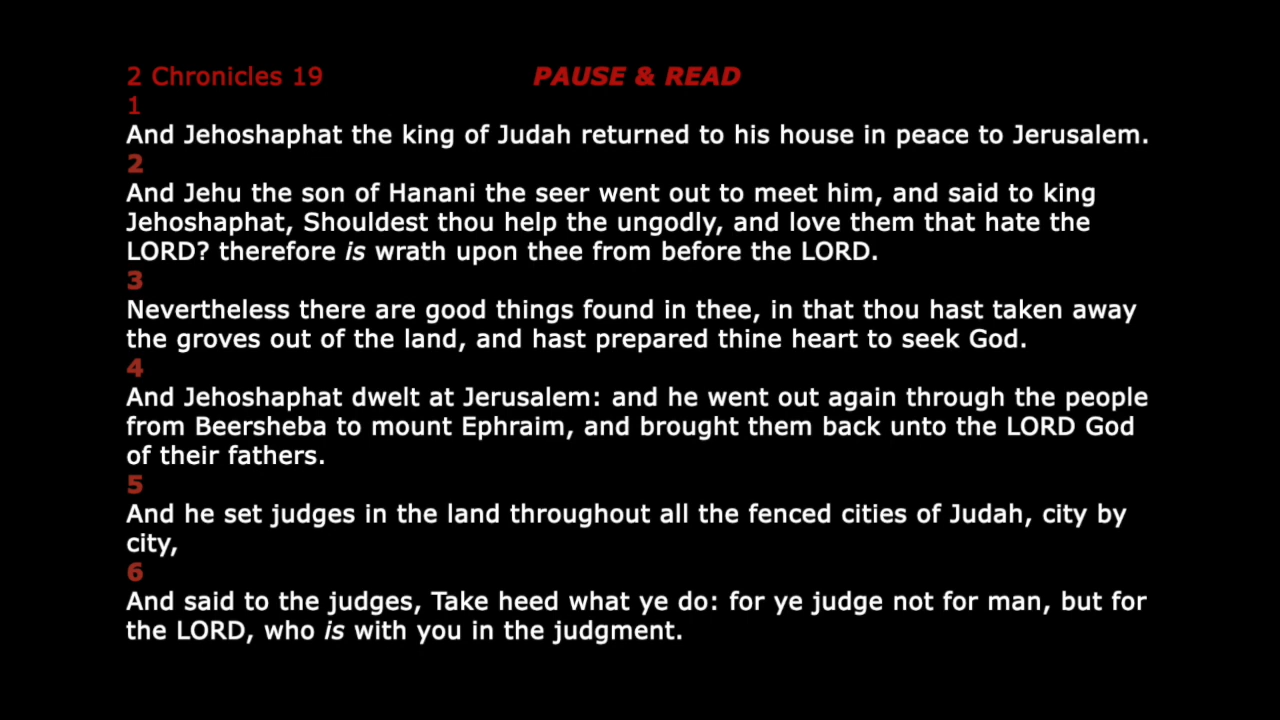 2 Chronicles 19 PAUSE & READ
1
And Jehoshaphat the king of Judah returned to his house in peace to Jerusalem.
2
And Jehu the son of Hanani the seer went out to meet him, and said to king
Jehoshaphat, Shouldest thou help the ungodly, and love them that hate the
LORD? therefore is wrath upon thee from before the LORD.
3
Nevertheless there are good things found in thee, in that thou hast taken away
the groves out of the land, and hast prepared thine heart to seek God.
4
And Jehoshaphat dwelt at Jerusalem: and he went out again through the people
from Beersheba to mount Ephraim, and brought them back unto the LORD God
of their fathers.
5
And he set judges in the land throughout all the fenced cities of Judah, city by
city,
6
And said to the judges, Take heed what ye do: for ye judge not for man, but for
the LORD, who is with you in the judgment.